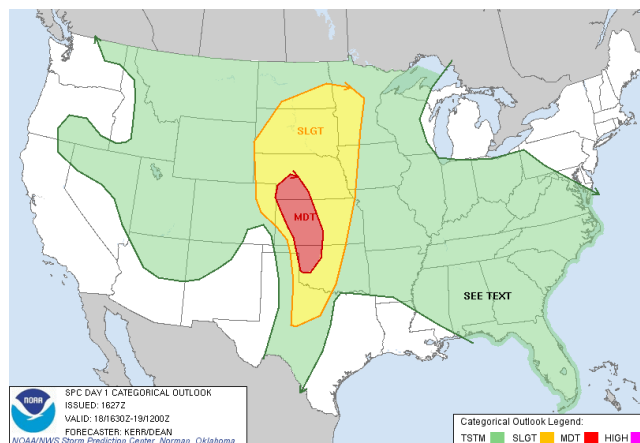 SLGT
MDT
SEE TEXT
NOAA
SPC DAY 1 CATEGORICAL OUTLOOK
ISSUED: 1627Z
VALID: 18/1630Z-19/1200Z
FORECASTER: KERR/DEAN
NOAA/NWS Storm Prediction Center, Norman, Oklahoma
Categorical Outlook Legend:
TSTM SLGT MDT HIGH